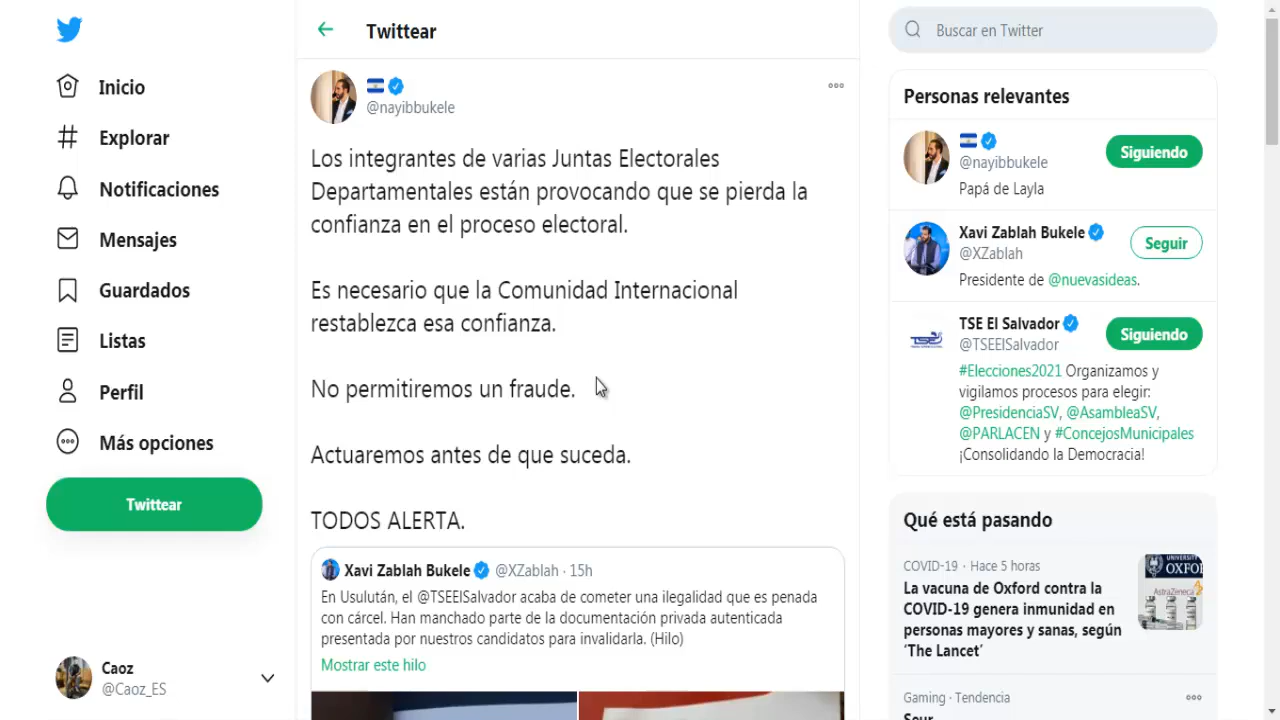 Inicio
Explorar
Notificaciones
Mensajes
Guardados
Listas
Perfil
Más opciones
Twittear
Caoz
@Caoz_ES
Twittear
@nayibbukele
Los integrantes de varias Juntas Electorales
Departamentales están provocando que se pierda la
confianza en el proceso electoral.
Es necesario que la Comunidad Internacional
restablezca esa confianza.
No permitiremos un fraude.
Actuaremos antes de que suceda.
TODOS ALERTA.
Xavi Zablah Bukele @XZablah · 15h
En Usulután, el @TSEElSalvador acaba de cometer una ilegalidad que es penada
con cárcel. Han manchado parte de la documentación privada autenticada
presentada por nuestros candidatos para invalidarla. (Hilo)
Mostrar este hilo
Buscar en Twitter
Personas relevantes
@nayibbukele
Siguiendo
Papá de Layla
Xavi Zablah Bukele
@XZablah
Seguir
Presidente de @nuevasideas.
TSE El Salvador
@TSEElSalvador
Siguiendo
TSE
#Elecciones2021 Organizamos y
vigilamos procesos para elegir:
@PresidenciaSV, @AsambleaSV,
@PARLACEN y #ConcejosMunicipales
¡Consolidando la Democracia!
Qué está pasando
COVID-19 · Hace 5 horas
La vacuna de Oxford contra la
COVID-19 genera inmunidad en
personas mayores y sanas, según
‘The Lancet’
UNIVERSIT
OXFO
AstraZeneca
Gaming · Tendencia